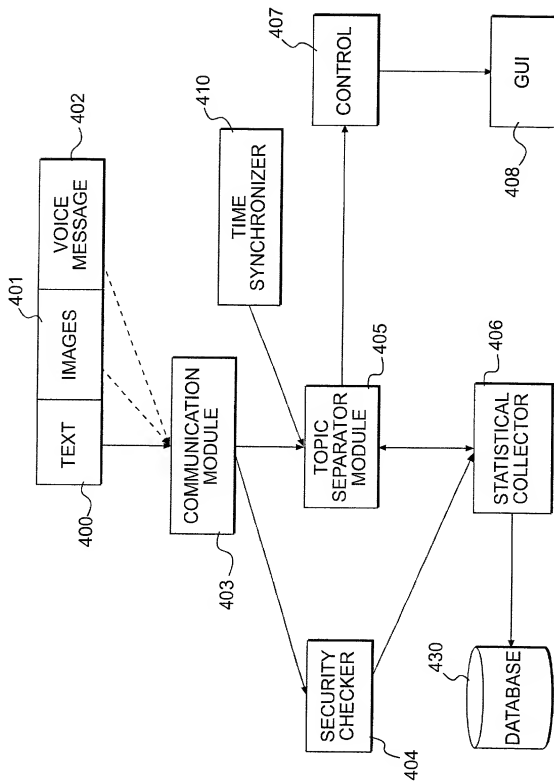 402
401
TEXT
IMAGES
VOICE
MESSAGE
400
410
COMMUNICATION
MODULE
403
TIME
SYNCHRONIZER
407
SECURITY
CHECKER
404
TOPIC
SEPARATOR
MODULE
405
CONTROL
430
DATABASE
STATISTICAL
COLLECTOR
406
GUI
408